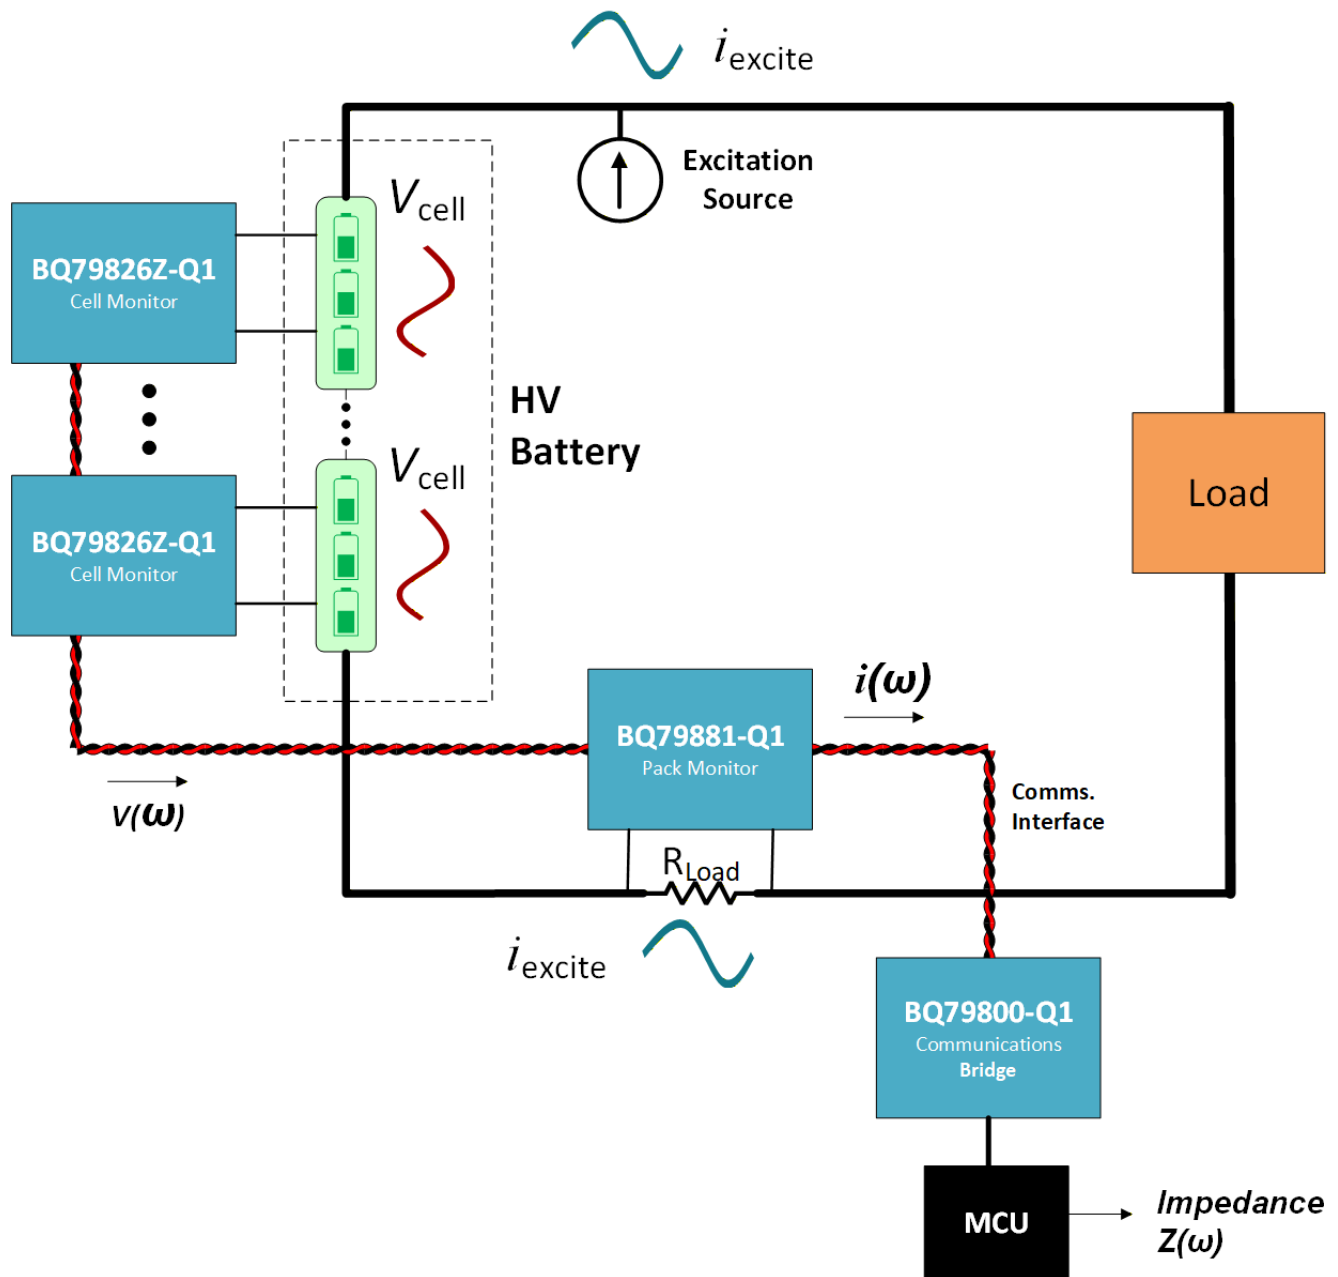 i excite
Excitation
Source
V cell
BQ79826Z-Q1
Cell Monitor
HV
Battery
V cell
BQ79826Z-Q1
Cell Monitor
Load
i(ω)
BQ79881-Q1
Pack Monitor
V(ω)
Comms.
Interface
R Load
i excite
BQ79800-Q1
Communications
Bridge
MCU
Impedance
Z(ω)